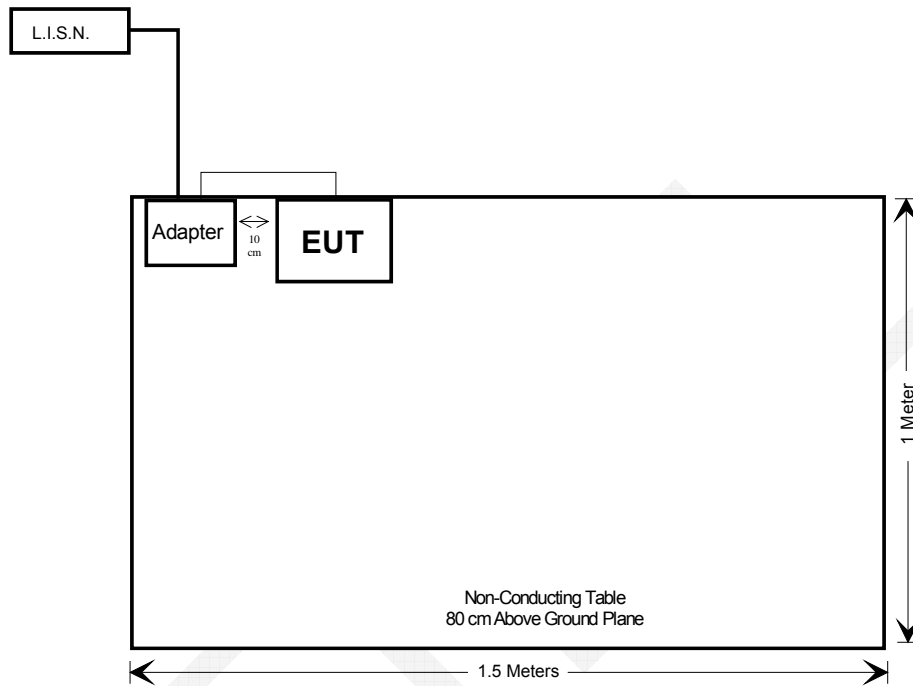 L.I.S.N.
Adapter
10
cm
EUT
1 Meter
Non-Conducting Table
80 cm Above Ground Plane
1.5 Meters